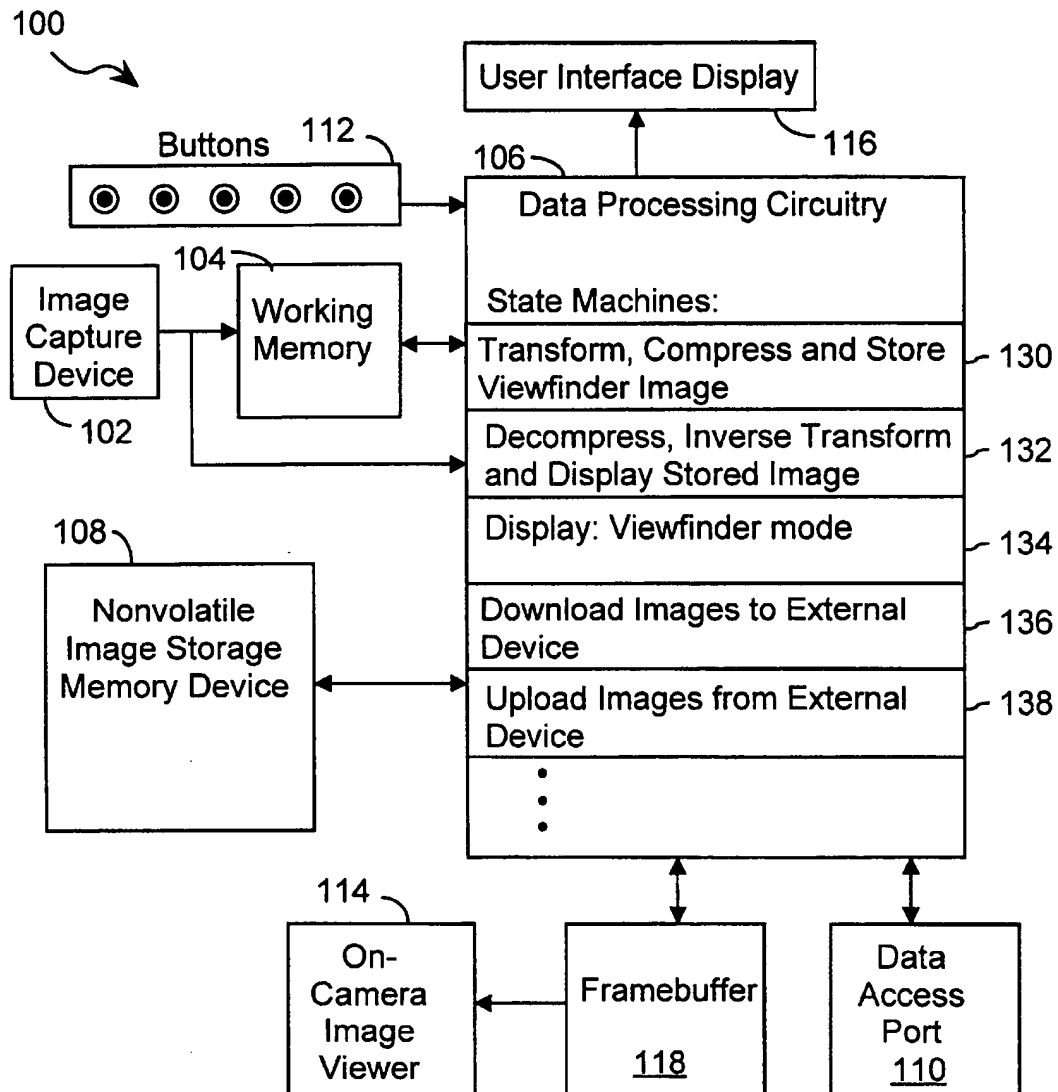 100
User Interface Display
116
Buttons
112
106
Data Processing Circuitry
104
Image
Capture
Device
102
Working
Memory
State Machines:
Transform, Compress and Store
Viewfinder Image
130
Decompress, Inverse Transform
and Display Stored Image
132
Display: Viewfinder mode
134
108
Nonvolatile
Image Storage
Memory Device
Download Images to External
Device
136
Upload Images from External
Device
138
114
On-
Camera
Image
Viewer
Framebuffer
118
Data
Access
Port
110